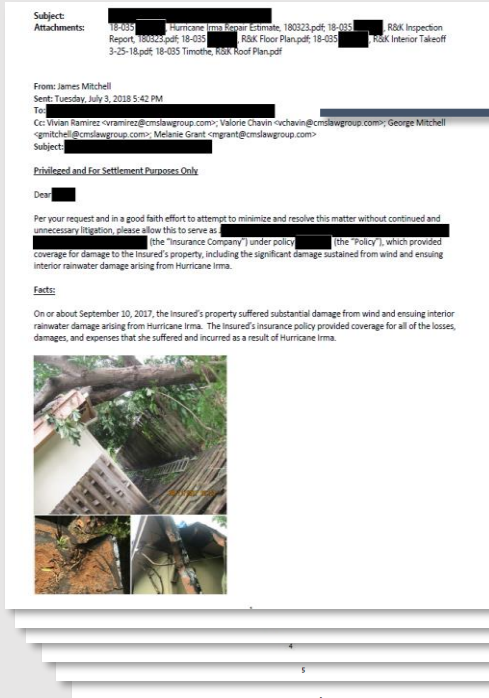 Subject:
Attachments: 18-035 , Hurricane Irma Repair Estimate, 180323.pdf; 18-035 , R&K Inspection
Report, 180323.pdf; 18-035 , R&K Floor Plan.pdf; 18-035 , R&K Interior Takeoff
3-25-18.pdf; 18-035 Timothe, R&K Roof Plan.pdf
From: James Mitchell
Sent: Tuesday, July 3, 2018 5:42 PM
To:
Cc: Vivian Ramirez <vramirez@cmslawgroup.com>; Valorie Chavin <vchavin@cmslawgroup.com>; George Mitchell
<gmitchell@cmslawgroup.com>; Melanie Grant <mgrant@cmslawgroup.com>
Subject:
Privileged and For Settlement Purposes Only
Dear
Per your request and in a good faith effort to attempt to minimize and resolve this matter without continued and
unnecessary litigation, please allow this to serve as
(the "Insurance Company") under policy (the "Policy"), which provided
coverage for damage to the Insured's property, including the significant damage sustained from wind and ensuing
interior rainwater damage arising from Hurricane Irma.
Facts:
On or about September 10, 2017, the Insured's property suffered substantial damage from wind and ensuing interior
rainwater damage arising from Hurricane Irma. The Insured's insurance policy provided coverage for all of the losses,
damages, and expenses that she suffered and incurred as a result of Hurricane Irma.
4
5